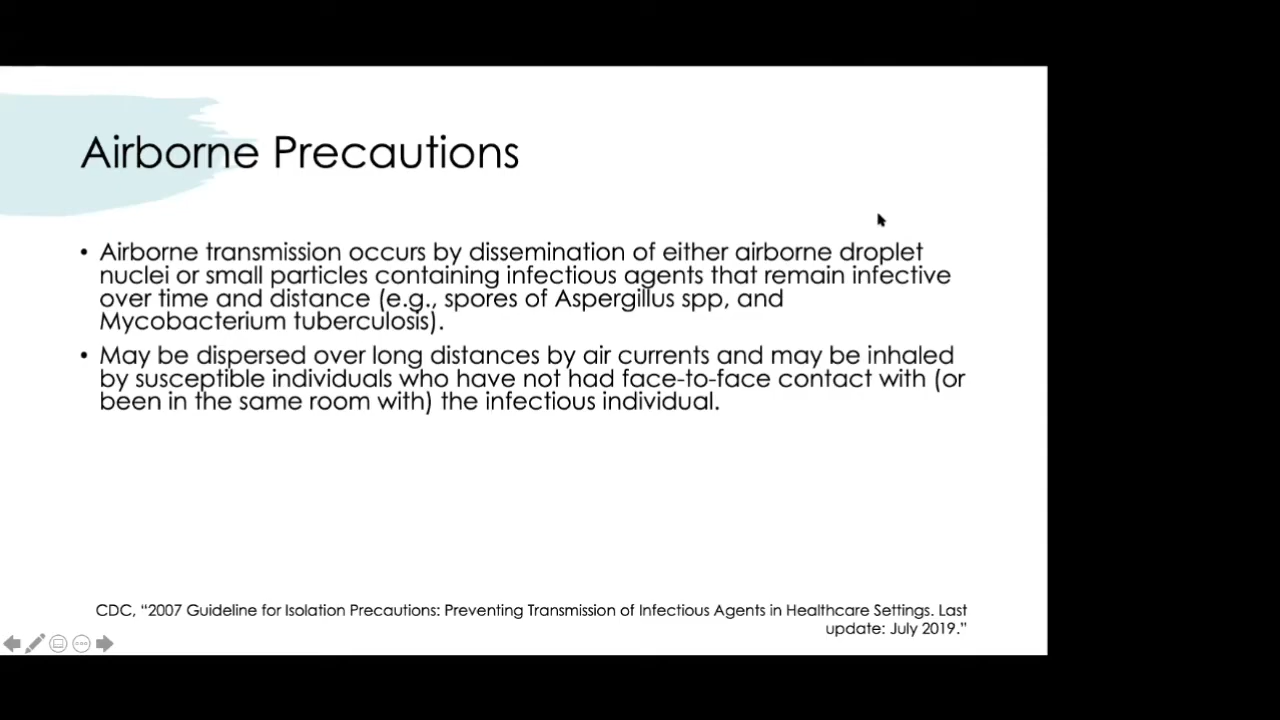 Airborne Precautions
• Airborne transmission occurs by dissemination of either airborne droplet
nuclei or small particles containing infectious agents that remain infective
over time and distance (e.g., spores of Aspergillus spp, and
Mycobacterium tuberculosis).
• May be dispersed over long distances by air currents and may be inhaled
by susceptible individuals who have not had face-to-face contact with (or
been in the same room with) the infectious individual.
CDC, “2007 Guideline for Isolation Precautions: Preventing Transmission of Infectious Agents in Healthcare Settings. Last
update: July 2019.”